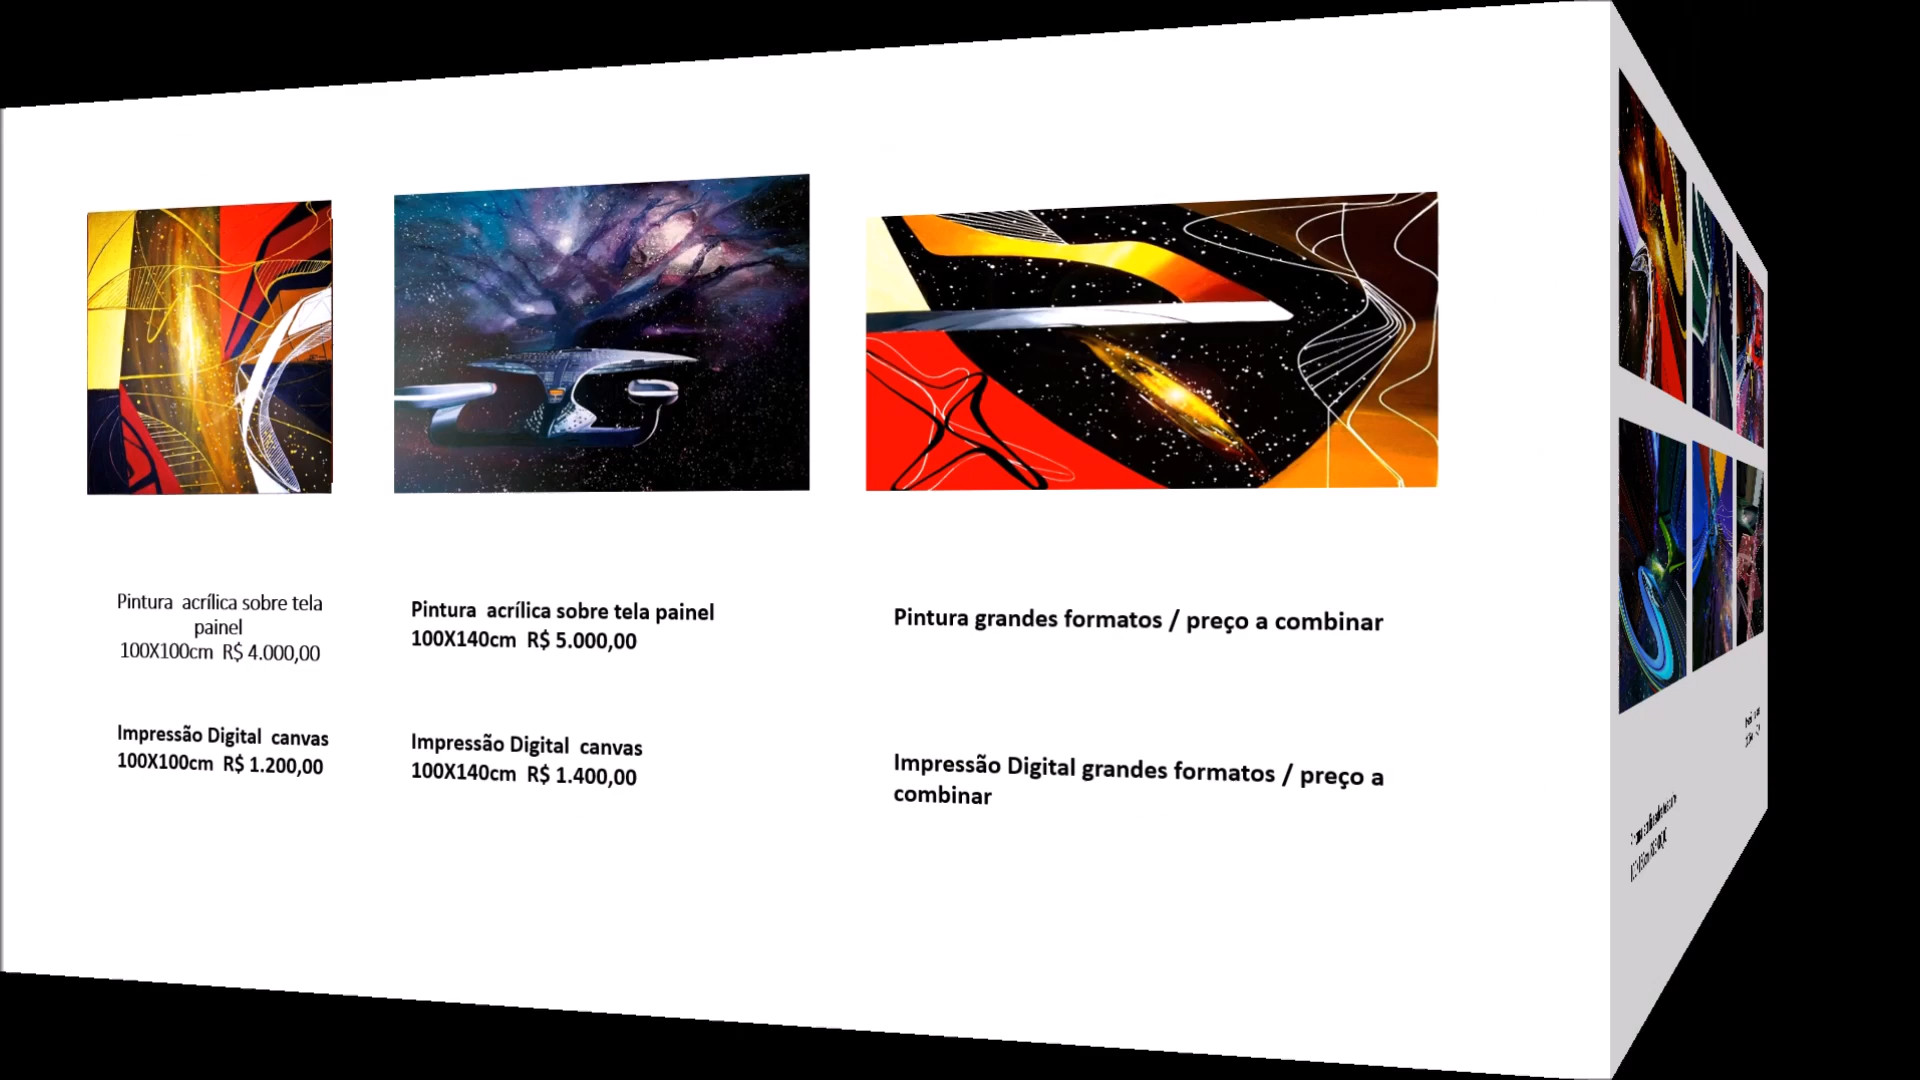 Pintura acrílica sobre tela
painel
100X100cm R$ 4.000,00
Impressão Digital canvas
100X100cm R$ 1.200,00
Pintura acrílica sobre tela painel
100X140cm R$ 5.000,00
Impressão Digital canvas
100X140cm R$ 1.400,00
Pintura grandes formatos / preço a combinar
Impressão Digital grandes formatos / preço a
combinar